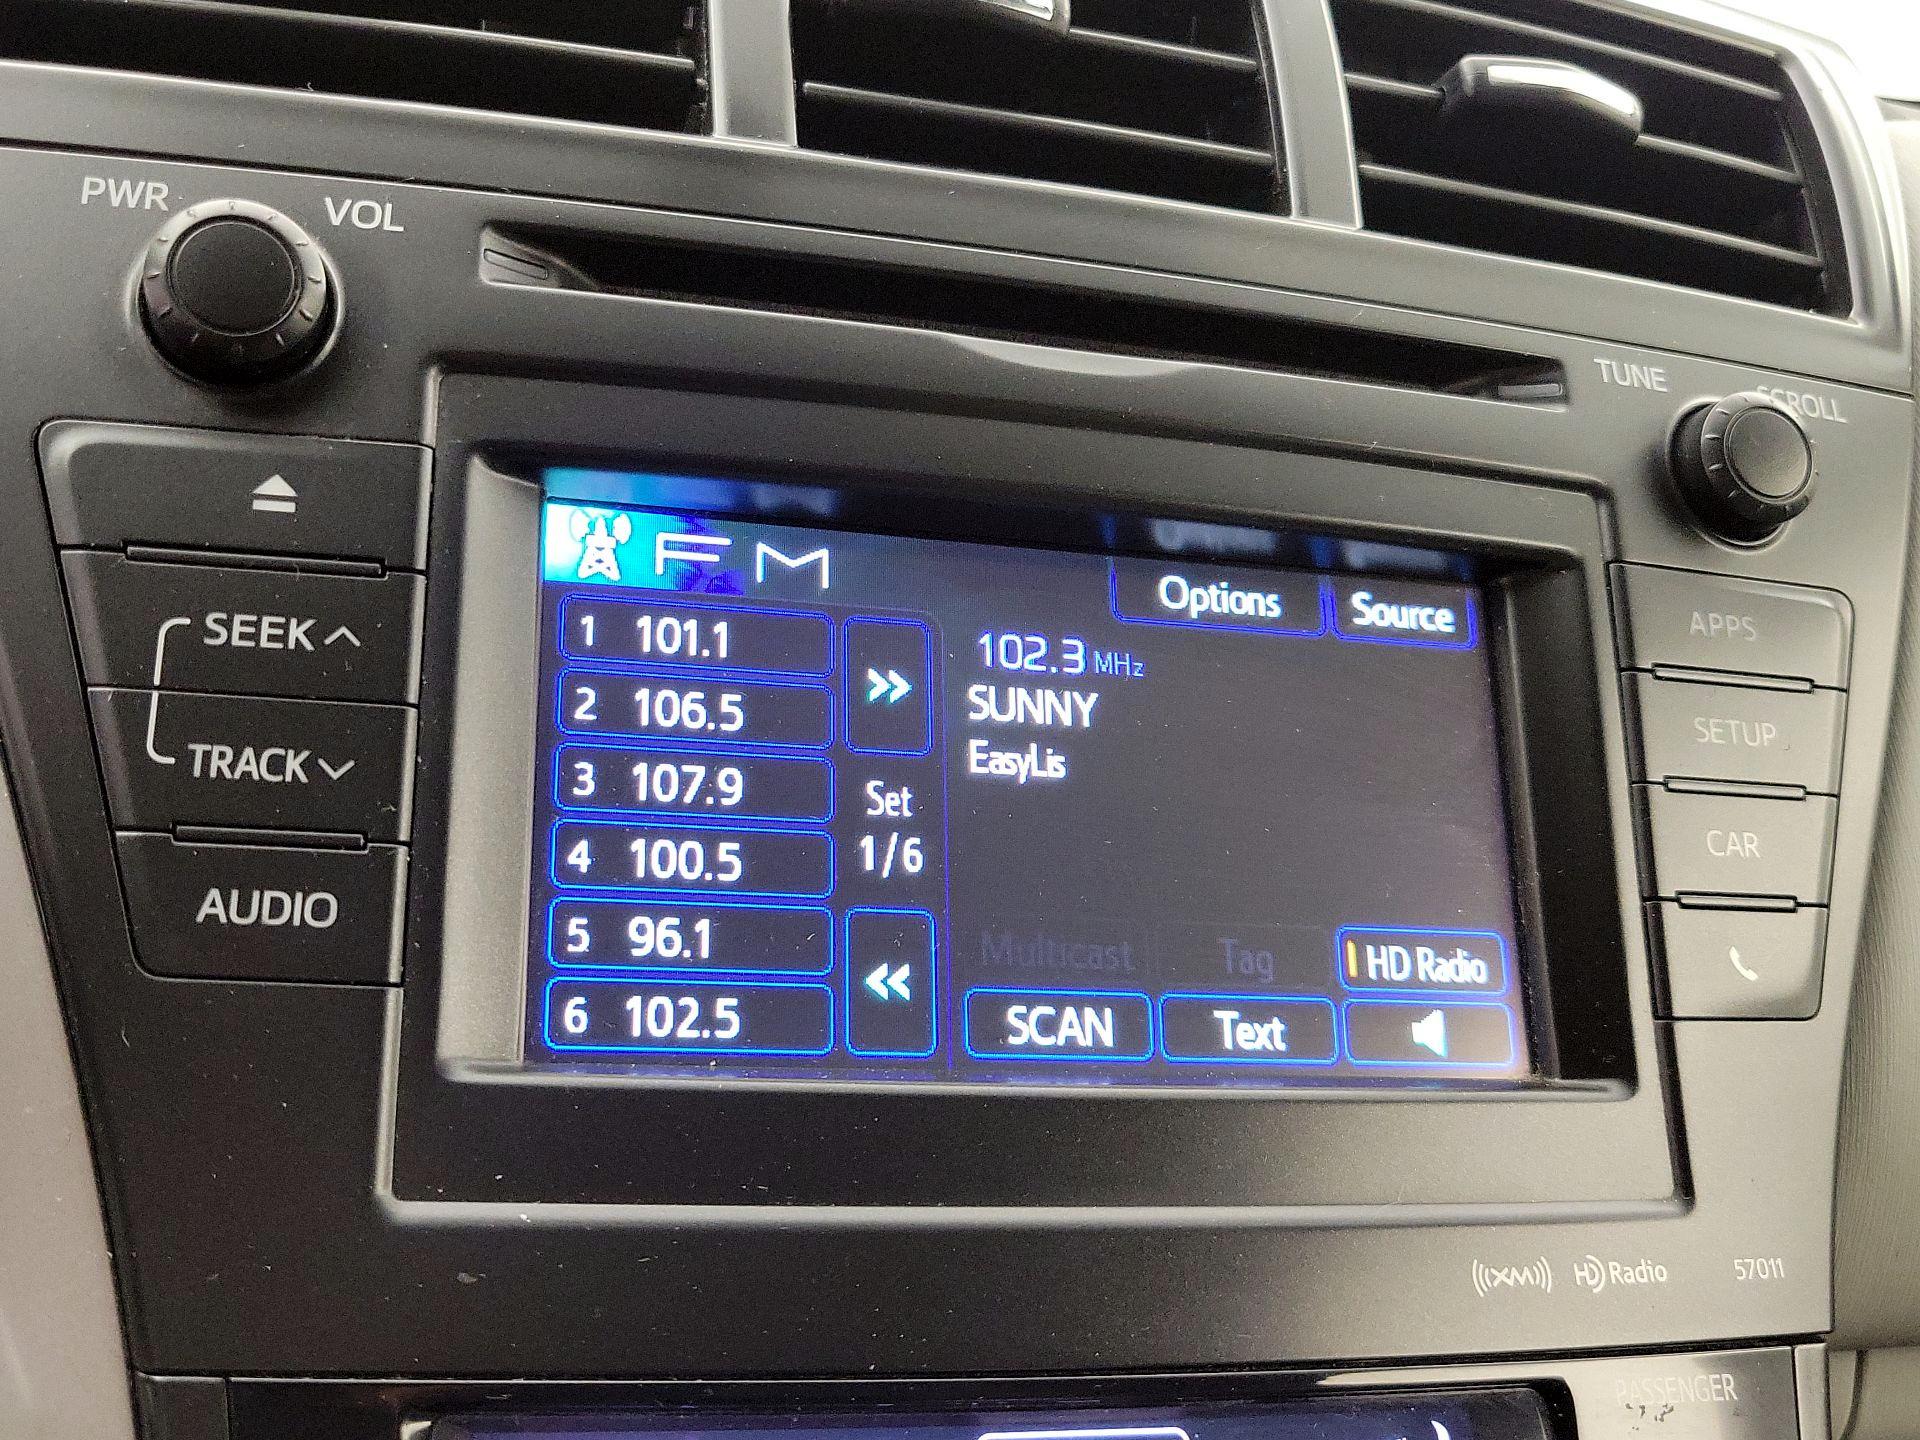 PWR
VOL
TUNE
SCROLL
SEEK
TRACK
AUDIO
FM
Options
Source
1 101.1
2 106.5
3 107.9
4 100.5
5 96.1
6 102.5
>>
Set
1/6
<<
102.3 MHz
SUNNY
EasyLis
Multicast
Tag
HD Radio
SCAN
Text
APPS
SETUP
CAR
((XM))
HD Radio
57011
PASSENGER